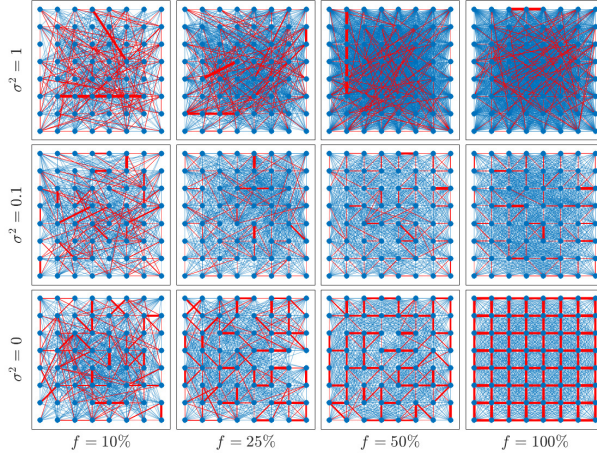 σ² = 1
σ² = 0.1
σ² = 0
f = 10%
f = 25%
f = 50%
f = 100%